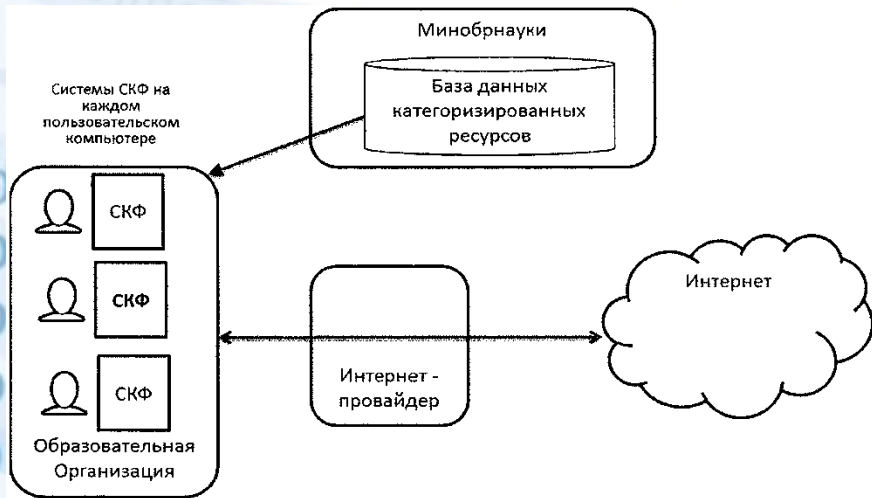 Минобрнауки
База данных
категоризированных
ресурсов
Системы СКФ на
каждом
пользовательском
компьютере
СКФ
СКФ
СКФ
Образовательная
Организация
Интернет -
провайдер
Интернет